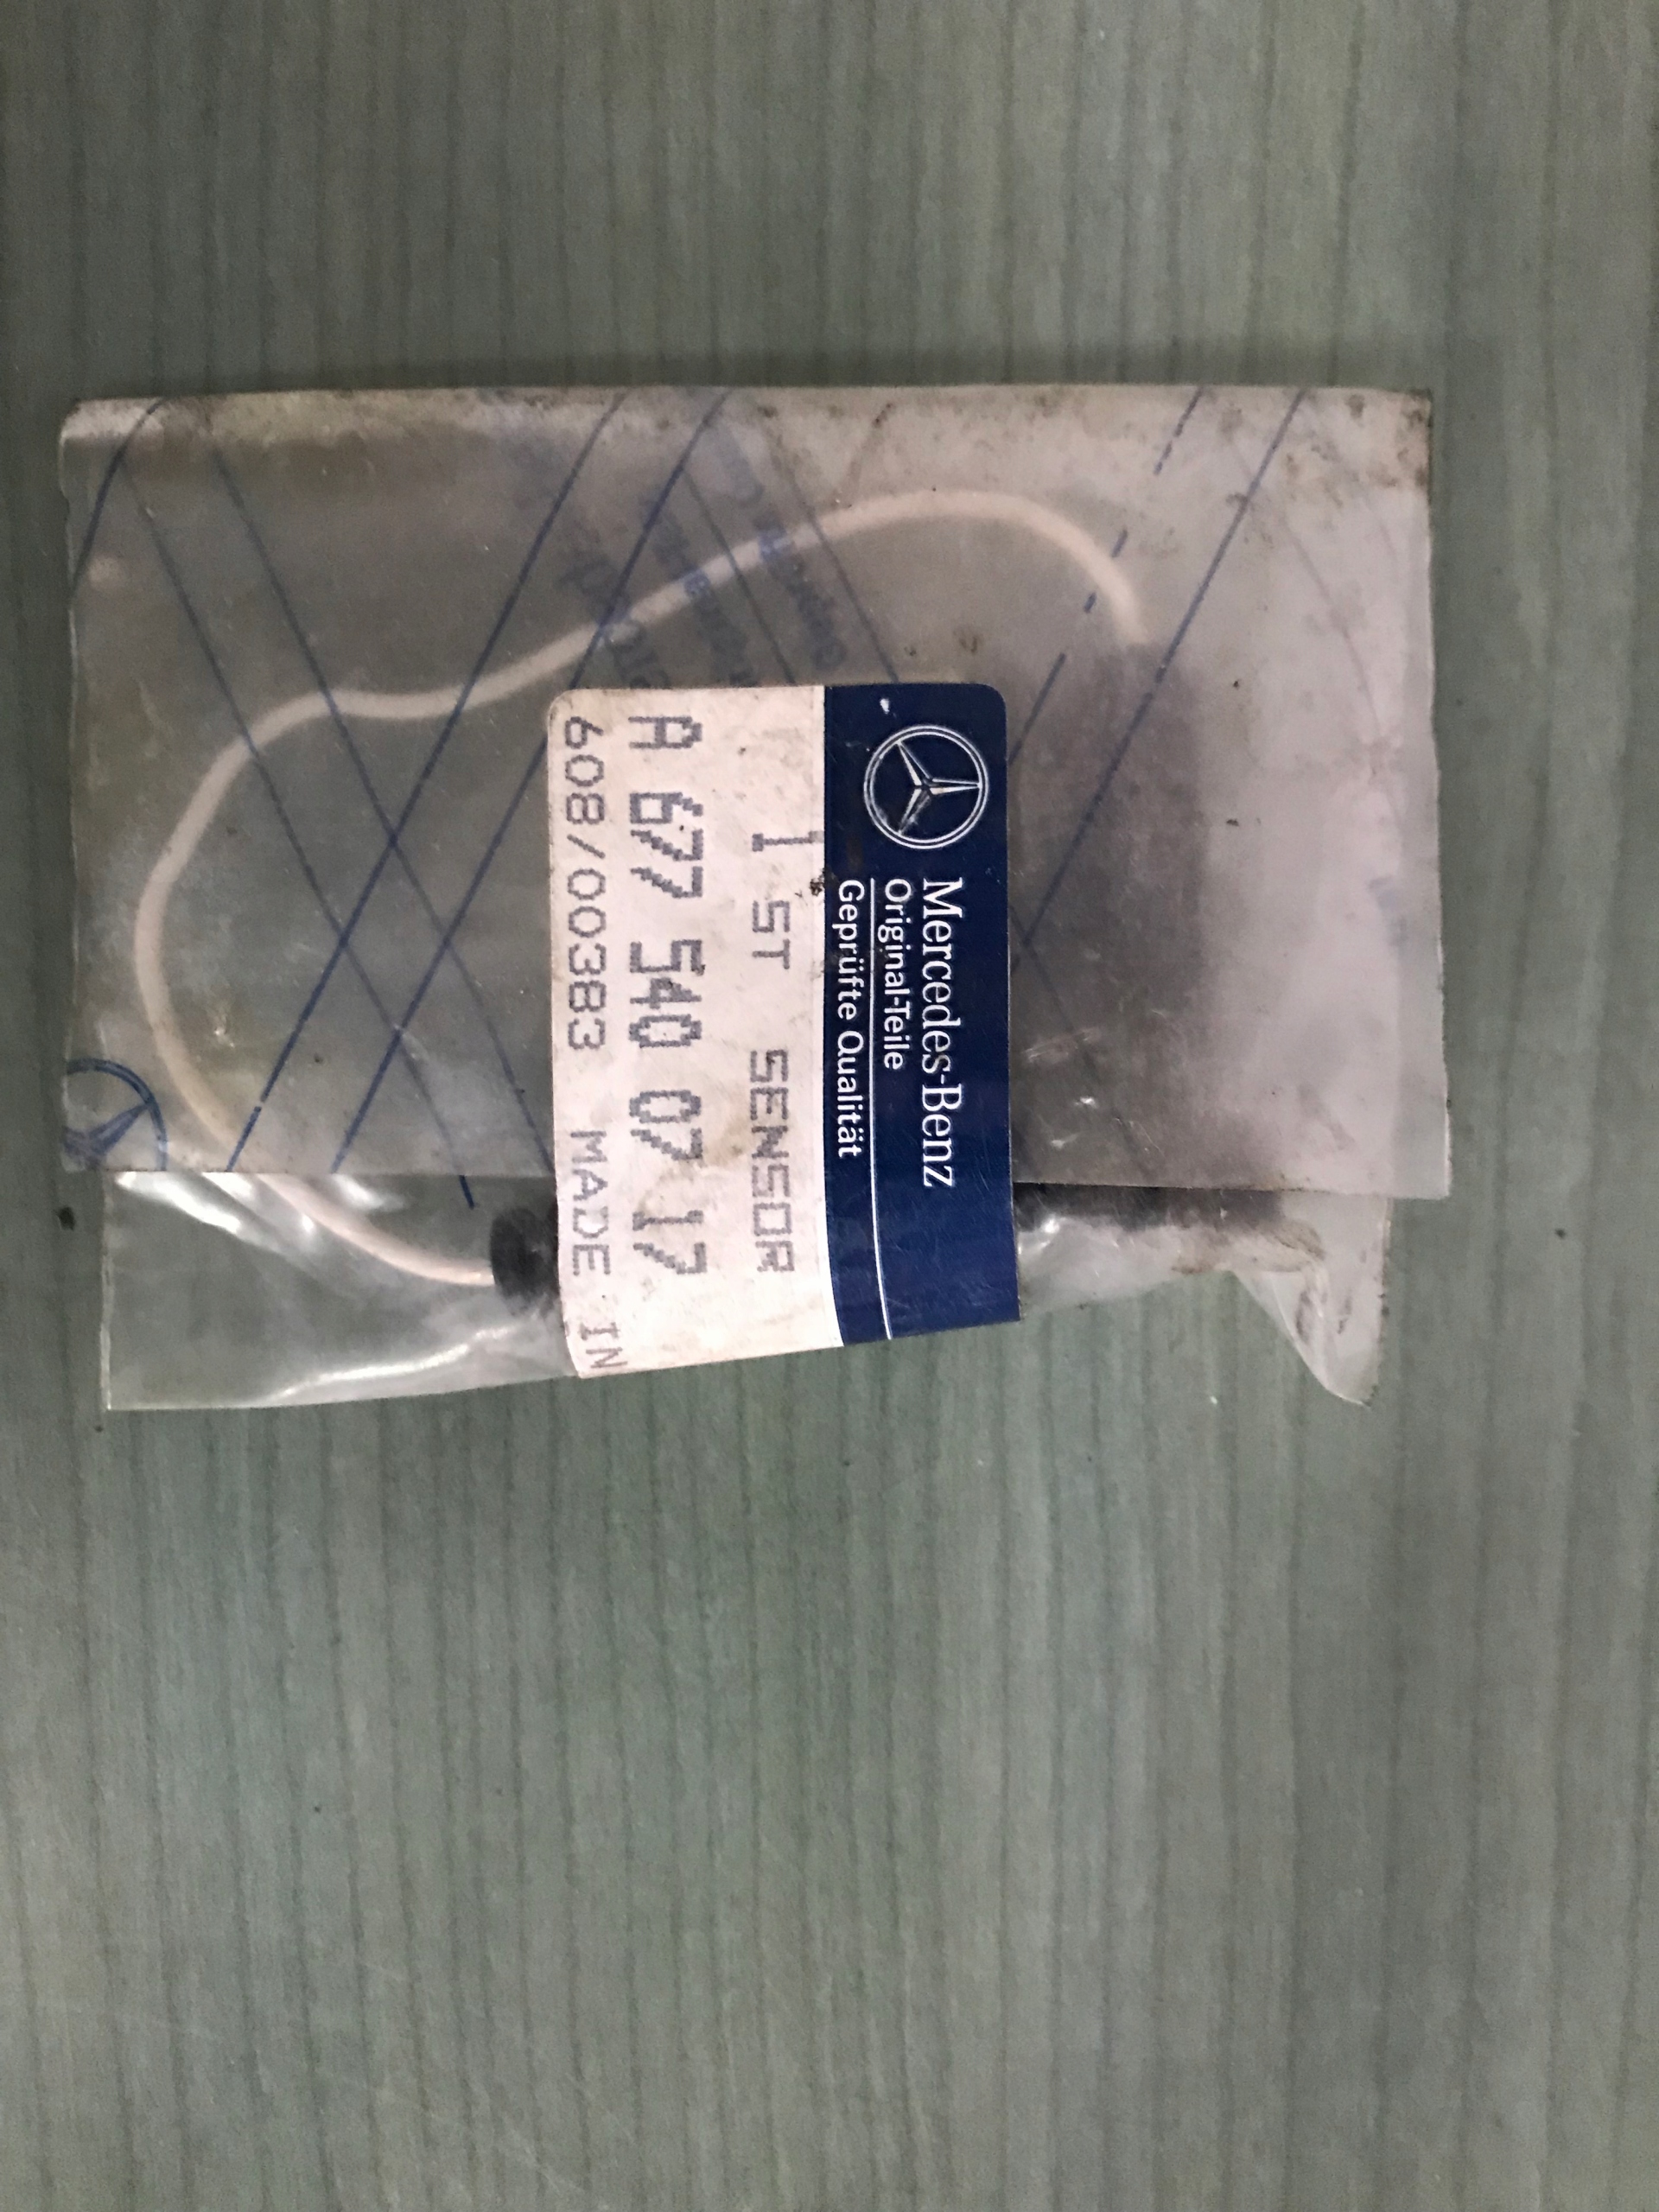 Mercedes-Benz
Original-Teile
Geprüfte Qualität
1 ST SENSOR
A 677 540 07 17
608/00383 MADE IN